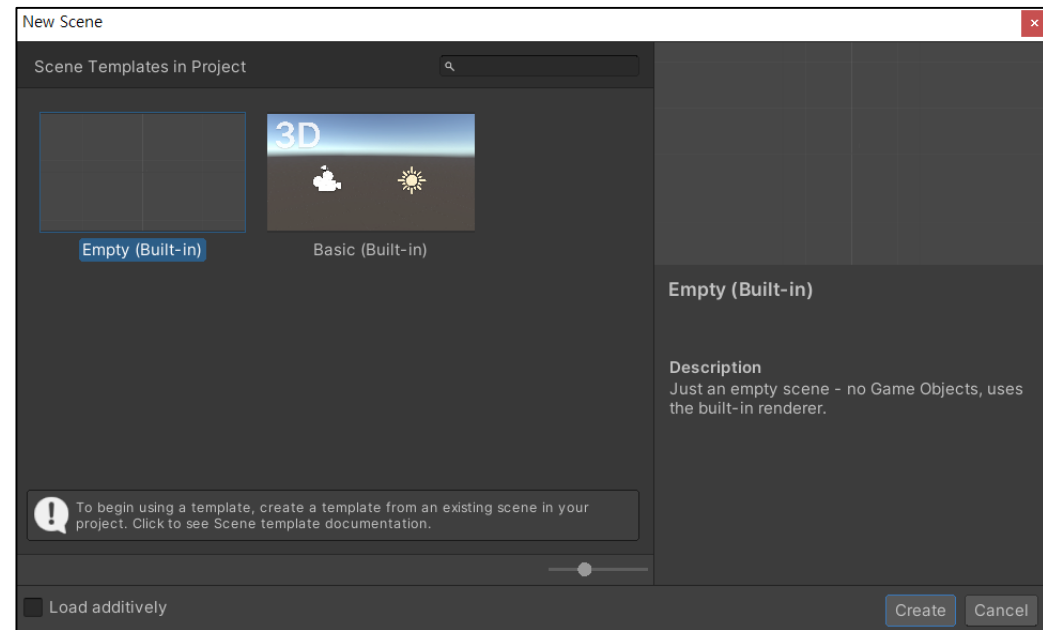 New Scene
Scene Templates in Project
3D
Empty (Built-in)
Basic (Built-in)
To begin using a template, create a template from an existing scene in your
project. Click to see Scene template documentation.
Empty (Built-in)
Description
Just an empty scene - no Game Objects, uses
the built-in renderer.
Load additively
Create
Cancel